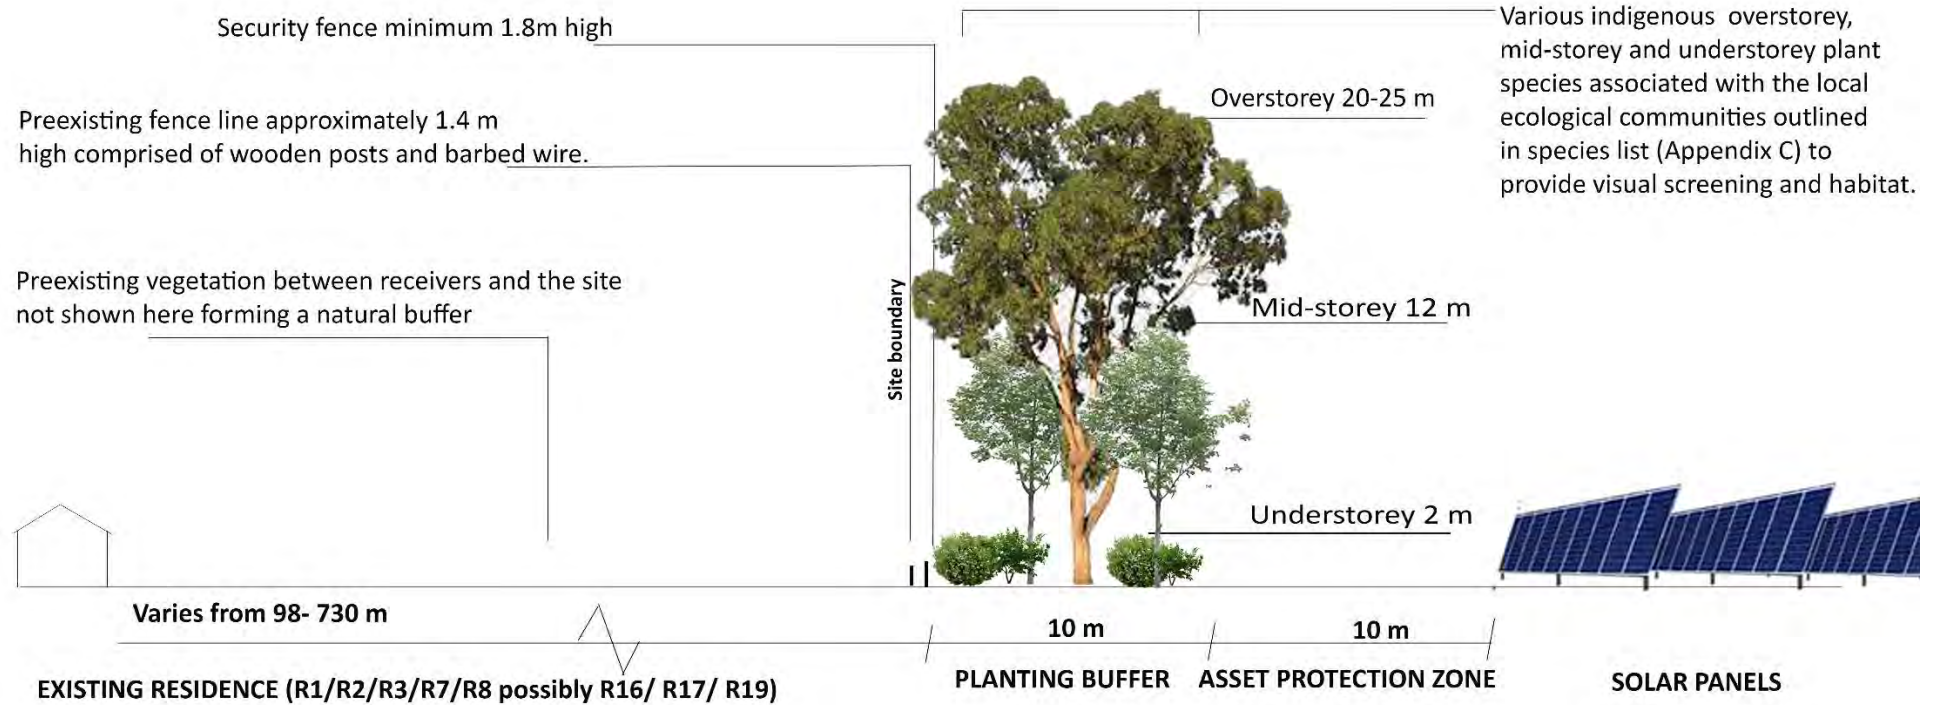 Security fence minimum 1.8m high
Preexisting fence line approximately 1.4 m
high comprised of wooden posts and barbed wire.
Preexisting vegetation between receivers and the site
not shown here forming a natural buffer
Site boundary
Various indigenous overstorey,
mid-storey and understorey plant
species associated with the local
ecological communities outlined
in species list (Appendix C) to
provide visual screening and habitat.
Overstorey 20-25 m
Mid-storey 12 m
Understorey 2 m
Varies from 98- 730 m
10 m
10 m
EXISTING RESIDENCE (R1/R2/R3/R7/R8 possibly R16/ R17/ R19)
PLANTING BUFFER
ASSET PROTECTION ZONE
SOLAR PANELS